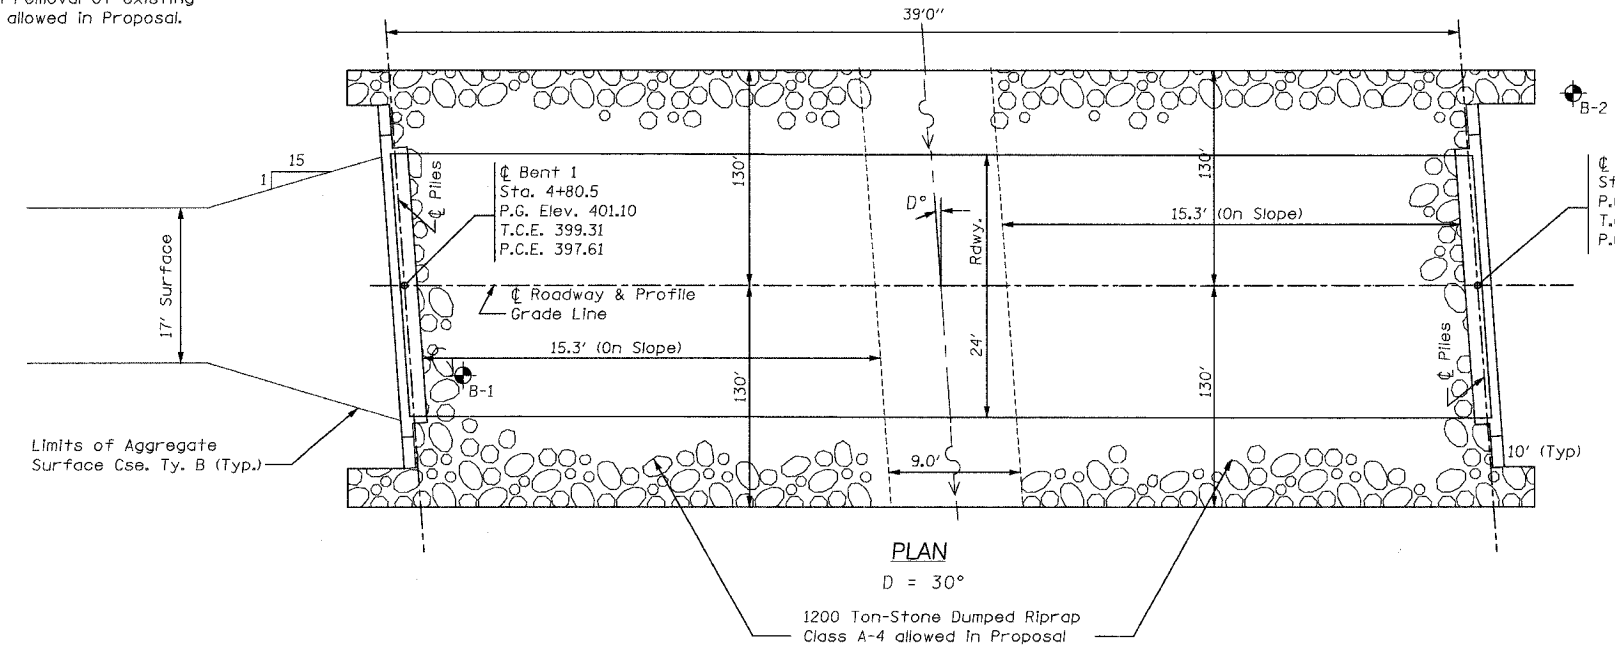 Removal of existing
allowed in Proposal.
39'0"
B-2
15
1
₵ Piles
₵ Bent 1
Sta. 4+80.5
P.G. Elev. 401.10
T.C.E. 399.31
P.C.E. 397.61
130'
130'
D°
Rdwy.
15.3' (On Slope)
₵
17' Surface
₵ Roadway & Profile
Grade Line
15.3' (On Slope)
24'
130'
130'
₵ Piles
B-1
Limits of Aggregate
Surface Cse. Ty. B (Typ.)
9.0'
10' (Typ)
PLAN
D = 30°
1200 Ton-Stone Dumped Riprap
Class A-4 allowed in Proposal